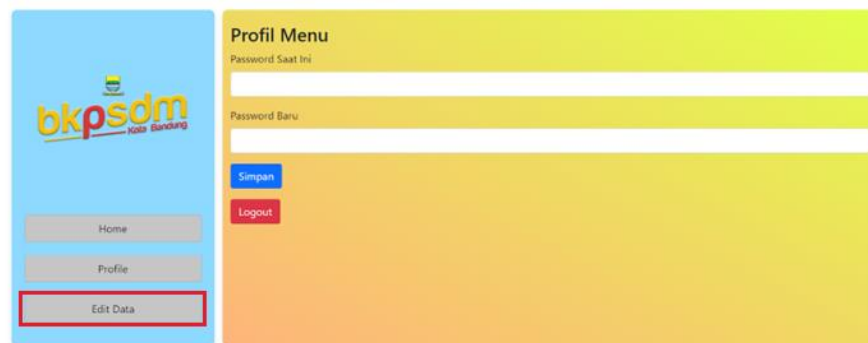 bkpsdm
Kota Bandung
Home
Profile
Edit Data
Profil Menu
Password Saat Ini
Password Baru
Simpan
Logout